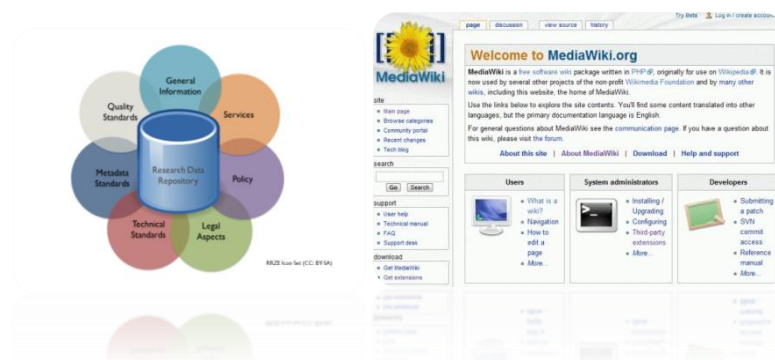 General
Information
Quality
Standards
Services
Research Data
Repository
Metadata
Standards
Policy
Technical
Standards
Legal
Aspects
RRZE Icon Set (CC: BY-SA)
Try Beta Log in / create account
page discussion view source history
MediaWiki
site
Main page
Browse categories
Community portal
Recent changes
Tech blog
search
Go Search
support
User help
Technical manual
FAQ
Support desk
download
Get MediaWiki
Get extensions
Welcome to MediaWiki.org
MediaWiki is a free software wiki package written in PHP, originally for use on Wikipedia. It is
now used by several other projects of the non-profit Wikimedia Foundation and by many other
wikis, including this website, the home of MediaWiki.
Use the links below to explore the site contents. You'll find some content translated into other
languages, but the primary documentation language is English.
For general questions about MediaWiki see the communication page. If you have a question about
this wiki, please visit the forum.
About this site | About MediaWiki | Download | Help and support
Users
What is a
wiki?
Navigation
How to
edit a
page
More...
System administrators
Installing /
Upgrading
Configuring
Third-party
extensions
More...
Developers
Submitting
a patch
SVN
commit
access
Reference
manual
More...